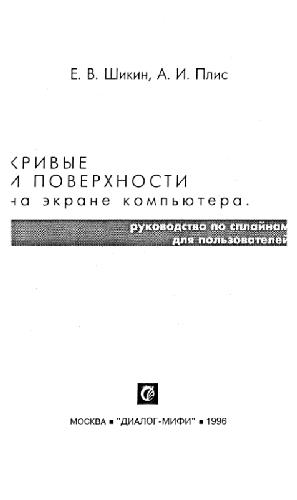 Е. В. Шикин, А. И. Плис
КРИВЫЕ
И ПОВЕРХНОСТИ
на экране компьютера.
руководство по сплайнам
для пользователей
МОСКВА ■ "ДИАЛОГ-МИФИ" ■ 1996